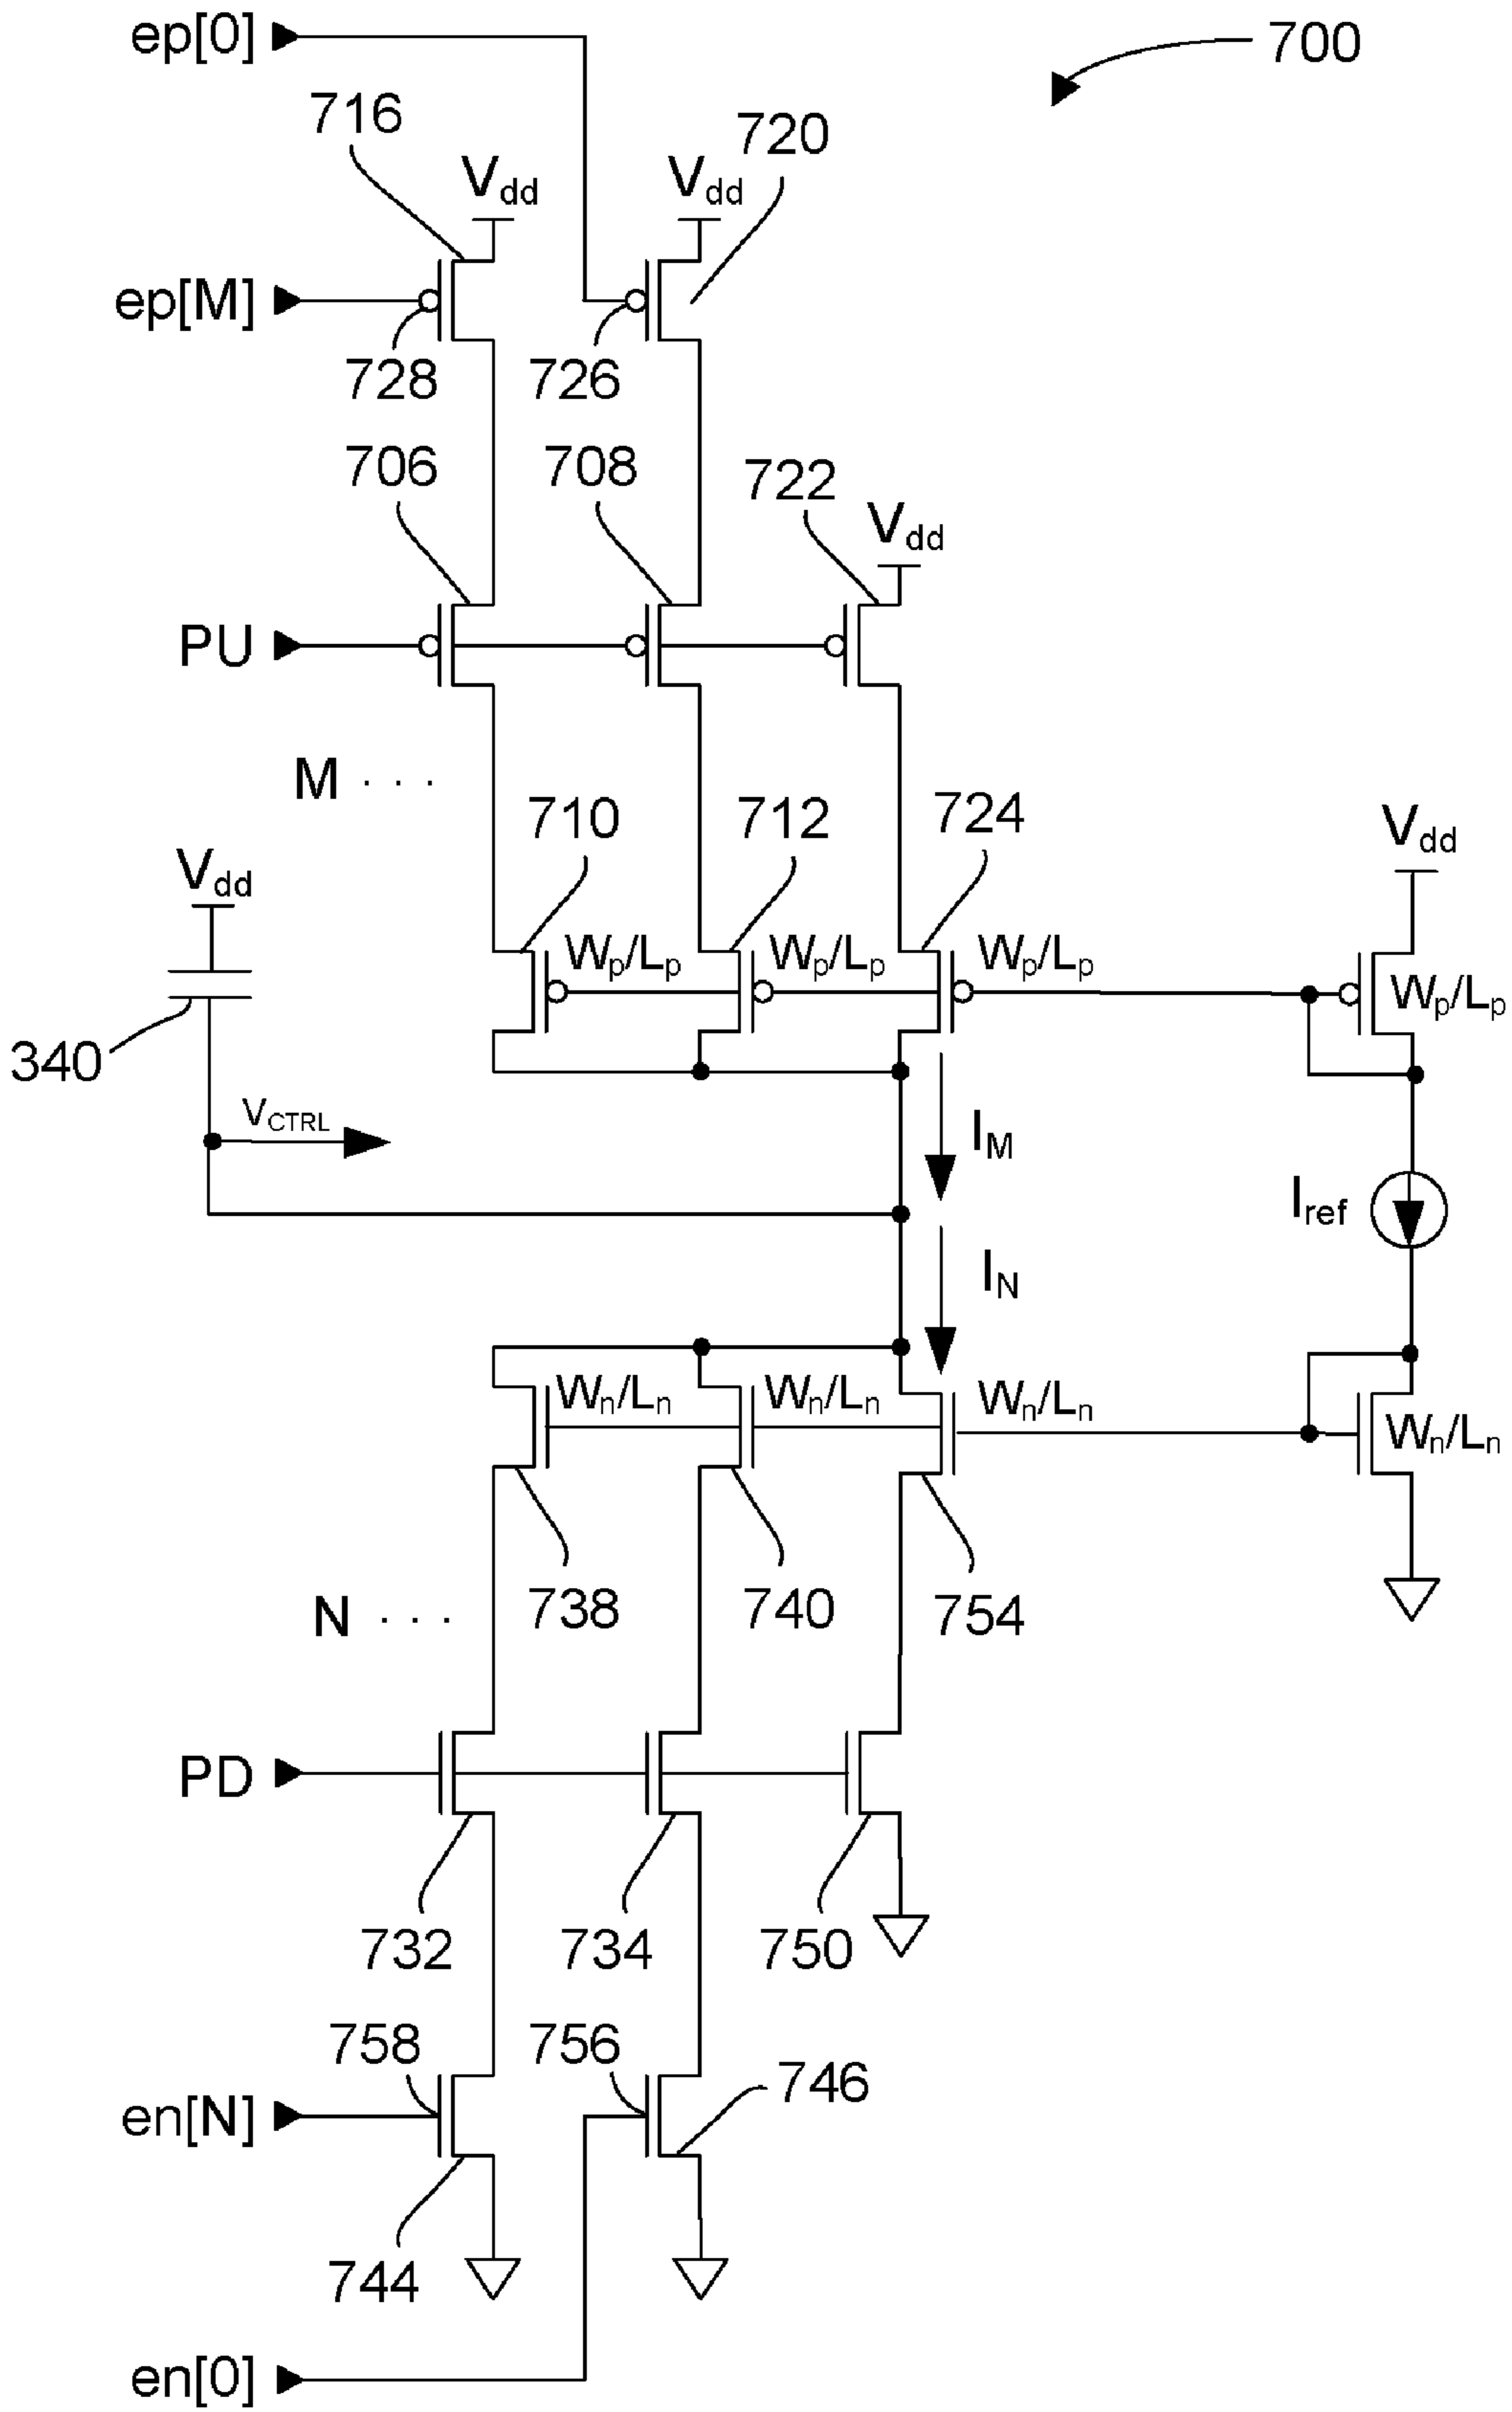 ep[0]
700
716
720
Vdd
Vdd
ep[M]
728
726
706
708
722
Vdd
PU
M . . .
710
712
724
Vdd
Vdd
Wp/Lp
Wp/Lp
Wp/Lp
Wp/Lp
340
VCTRL
IM
Iref
IN
Wn/Ln
Wn/Ln
Wn/Ln
Wn/Ln
N . . .
738
740
754
PD
732
734
750
758
756
746
en[N]
744
en[0]